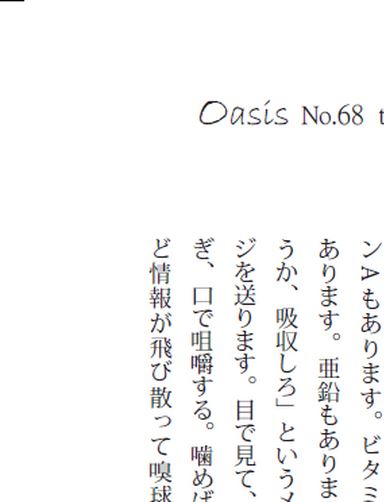 Oasis No.68
ンAもあります。ビタミ
あります。亜鉛もありま
うか、吸収しろ」という
ジを送ります。目で見て、
ぎ、口で咀嚼する。噛めば
ど情報が飛び散って嗅球